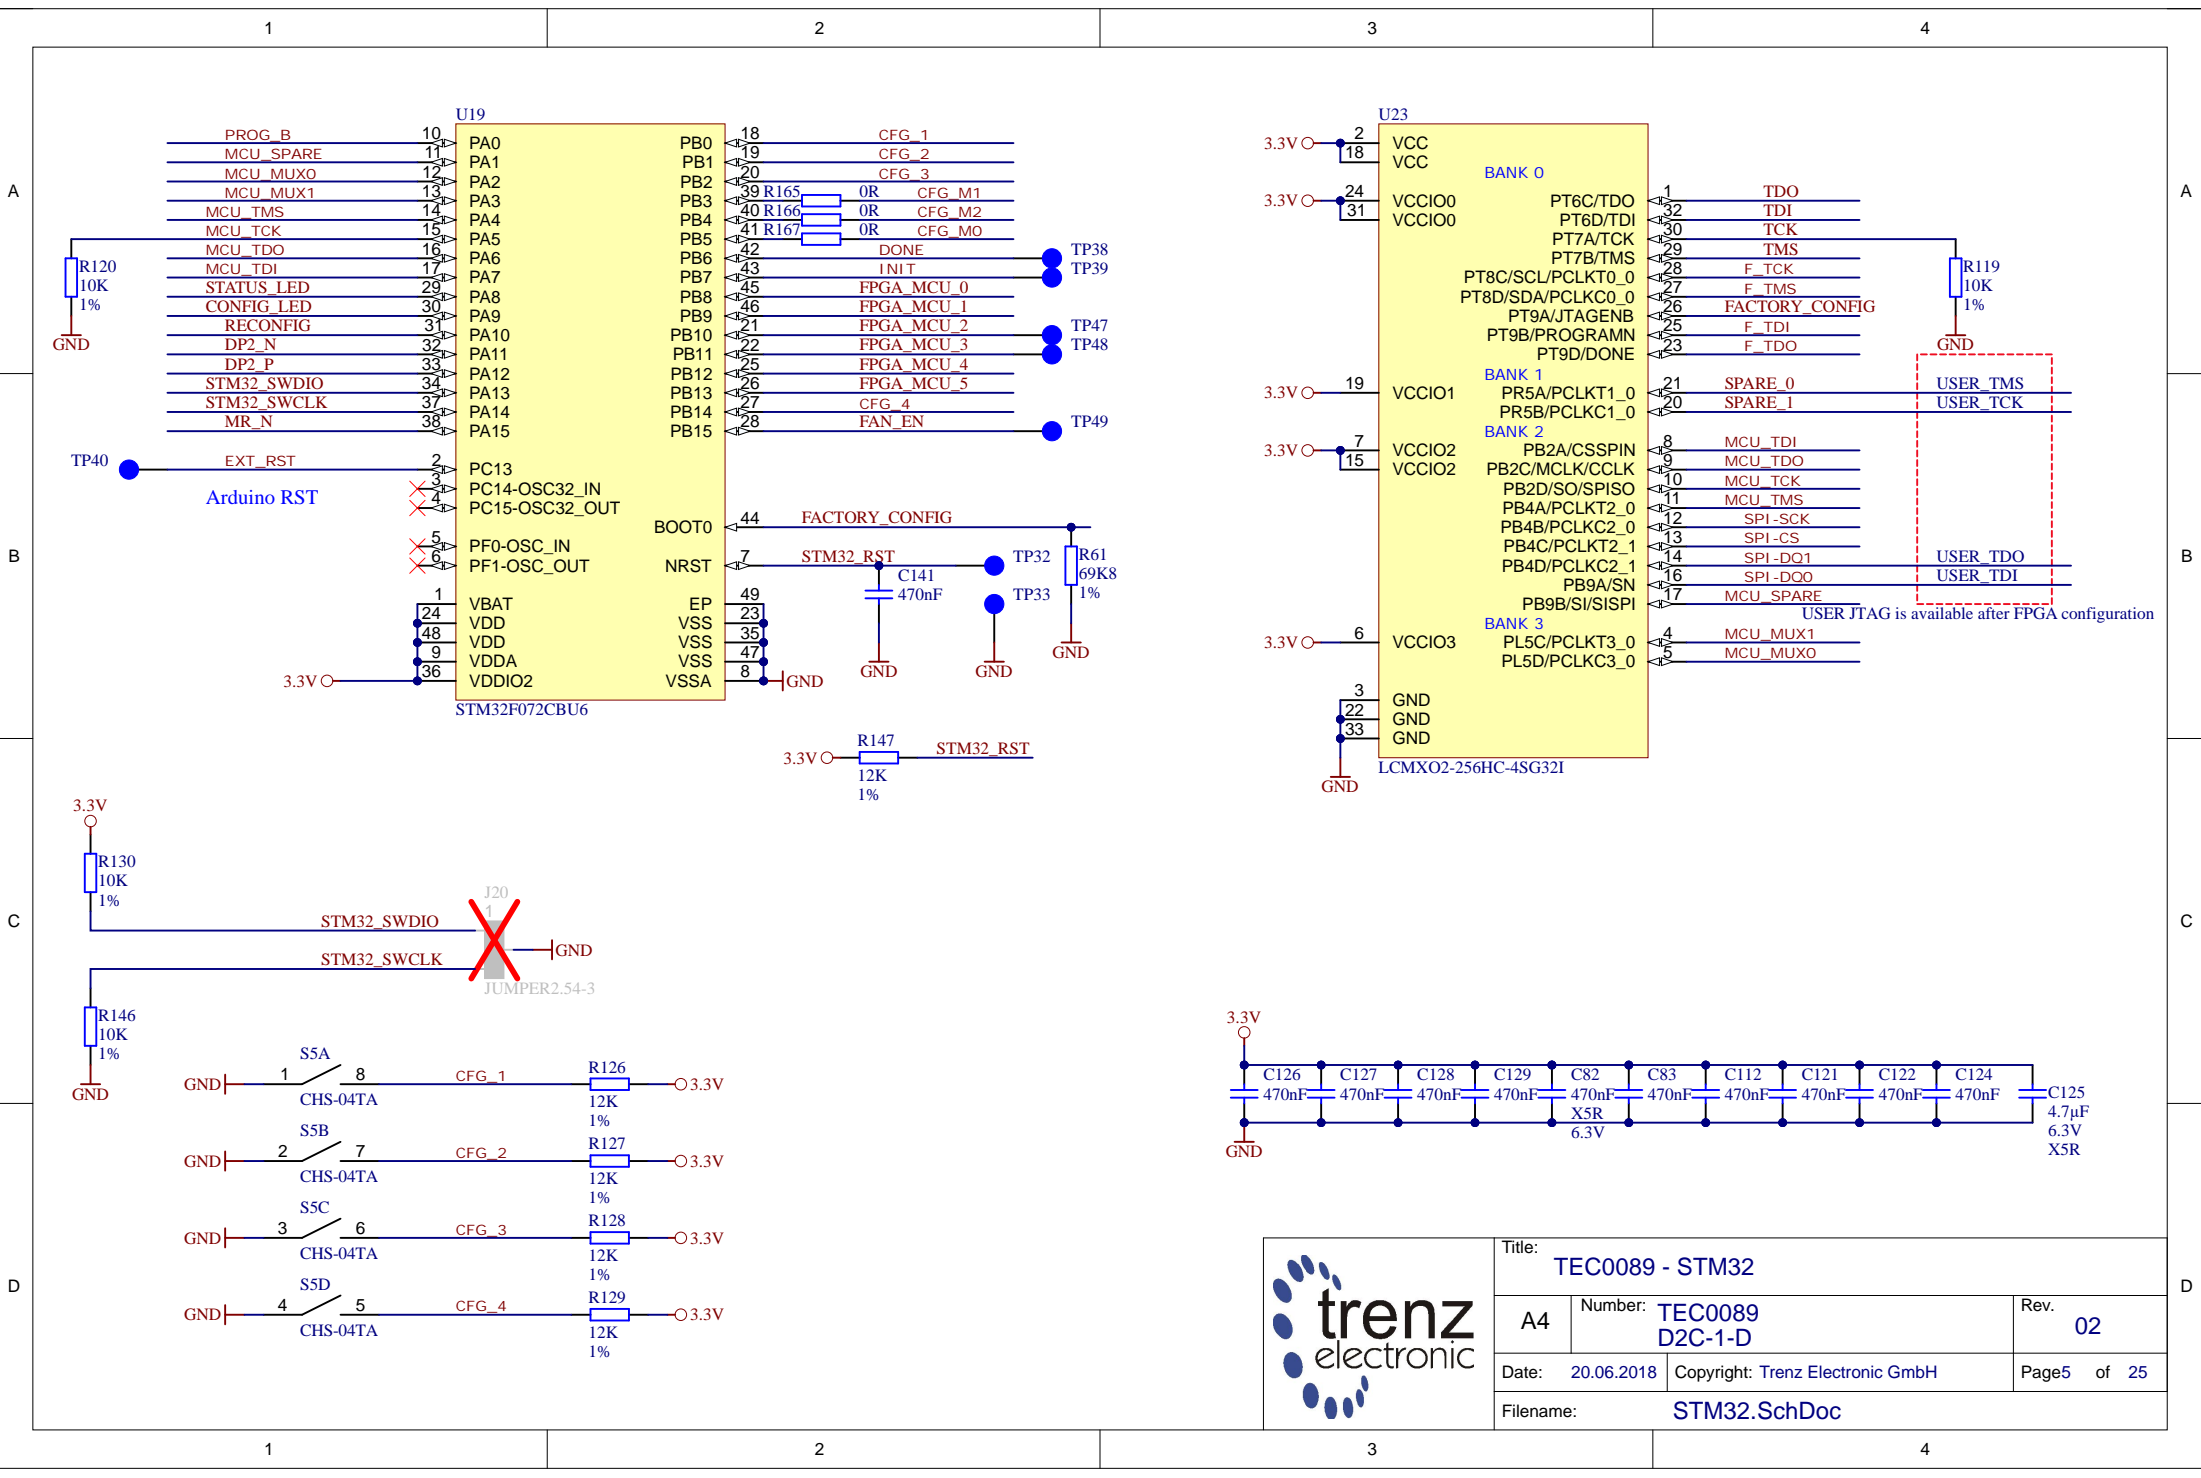 1 2 3 4
A A
B B
C C
D D
1 2 3 4
U19
PROG_B 10 PA0
MCU_SPARE 11 PA1
MCU_MUX0 12 PA2
MCU_MUX1 13 PA3
MCU_TMS 14 PA4
MCU_TCK 15 PA5
MCU_TDO 16 PA6
MCU_TDI 17 PA7
STATUS_LED 29 PA8
CONFIG_LED 30 PA9
RECONFIG 31 PA10
DP2_N 32 PA11
DP2_P 33 PA12
STM32_SWDIO 34 PA13
STM32_SWCLK 37 PA14
MR_N 38 PA15
TP40 EXT_RST 2 PC13
Arduino RST
3 PC14-OSC32_IN
4 PC15-OSC32_OUT
5 PF0-OSC_IN
6 PF1-OSC_OUT
1 VBAT
24 VDD
48 VDD
9 VDDA
3.3V 36 VDDIO2
STM32F072CBU6
R120
10K
1%
GND
PB0 18 CFG_1
PB1 19 CFG_2
PB2 20 CFG_3
PB3 39 R165 0R CFG_M1
PB4 40 R166 0R CFG_M2
PB5 41 R167 0R CFG_M0
PB6 42 DONE TP38
PB7 43 INIT TP39
PB8 45 FPGA_MCU_0
PB9 46 FPGA_MCU_1
PB10 21 FPGA_MCU_2 TP47
PB11 22 FPGA_MCU_3 TP48
PB12 25 FPGA_MCU_4
PB13 26 FPGA_MCU_5
PB14 27 CFG_4
PB15 28 FAN_EN TP49
BOOT0 44 FACTORY_CONFIG
NRST 7 STM32_RST TP32
C141
470nF
GND
TP33
GND
R61
69K8
1%
GND
EP 49
VSS 23
VSS 35
VSS 47
VSSA 8 GND
3.3V R147 STM32_RST
12K
1%
U23
3.3V 2 VCC
18 VCC
3.3V 24 VCCIO0
31 VCCIO0
3.3V 19 VCCIO1
3.3V 7 VCCIO2
15 VCCIO2
3.3V 6 VCCIO3
3 GND
22 GND
33 GND
GND
LCMXO2-256HC-4SG32I
BANK 0
PT6C/TDO 1 TDO
PT6D/TDI 32 TDI
PT7A/TCK 30 TCK
PT7B/TMS 29 TMS
PT8C/SCL/PCLKT0_0 28 F_TCK
PT8D/SDA/PCLKC0_0 27 F_TMS
PT9A/JTAGENB 26 FACTORY_CONFIG
PT9B/PROGRAMN 25 F_TDI
PT9D/DONE 23 F_TDO
R119
10K
1%
GND
BANK 1
PR5A/PCLKT1_0 21 SPARE_0 USER_TMS
PR5B/PCLKC1_0 20 SPARE_1 USER_TCK
BANK 2
PB2A/CSSPIN 8 MCU_TDI
PB2C/MCLK/CCLK 9 MCU_TDO
PB2D/SO/SPISO 10 MCU_TCK
PB4A/PCLKT2_0 11 MCU_TMS
PB4B/PCLKC2_0 12 SPI-SCK
PB4C/PCLKT2_1 13 SPI-CS
PB4D/PCLKC2_1 14 SPI-DQ1 USER_TDO
PB9A/SN 16 SPI-DQ0 USER_TDI
PB9B/SI/SISPI 17 MCU_SPARE
USER JTAG is available after FPGA configuration
BANK 3
PL5C/PCLKT3_0 4 MCU_MUX1
PL5D/PCLKC3_0 5 MCU_MUX0
3.3V
R130
10K
1%
STM32_SWDIO
J20
1
GND
STM32_SWCLK
JUMPER2.54-3
R146
10K
1%
GND
S5A
GND 1 8 CFG_1 R126 3.3V
CHS-04TA 12K
1%
S5B
GND 2 7 CFG_2 R127 3.3V
CHS-04TA 12K
1%
S5C
GND 3 6 CFG_3 R128 3.3V
CHS-04TA 12K
1%
S5D
GND 4 5 CFG_4 R129 3.3V
CHS-04TA 12K
1%
3.3V
C126 C127 C128 C129 C82 C83 C112 C121 C122 C124 C125
470nF 470nF 470nF 470nF 470nF 470nF 470nF 470nF 470nF 470nF 4.7µF
X5R 6.3V
6.3V X5R
GND
trenz
electronic
Title:
TEC0089 - STM32
A4 Number: TEC0089 Rev.
D2C-1-D 02
Date: 20.06.2018 Copyright: Trenz Electronic GmbH Page5 of 25
Filename: STM32.SchDoc